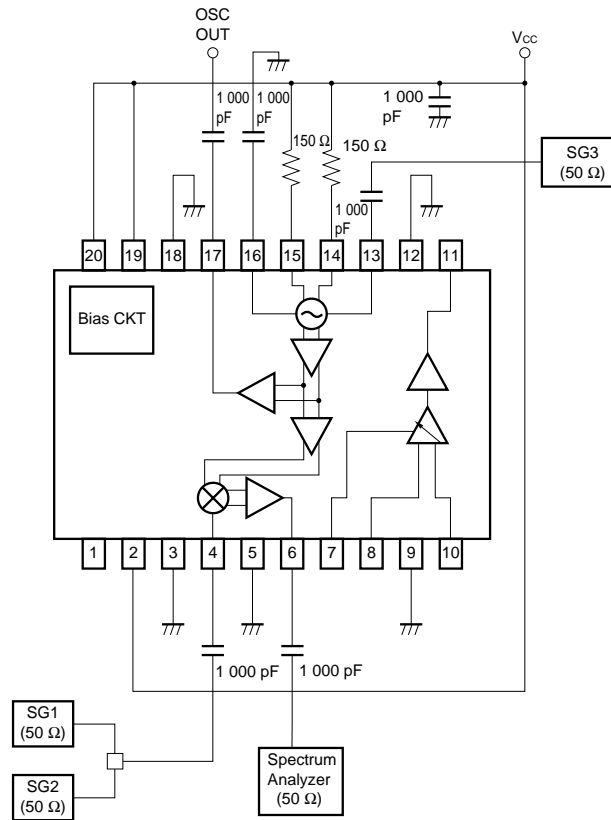 OSC
OUT
VCC
1 000
pF
1 000
pF
150 Ω
150 Ω
1 000
pF
1 000
pF
SG3
(50 Ω)
20
19
18
17
16
15
14
13
12
11
Bias CKT
1
2
3
4
5
6
7
8
9
10
1 000 pF
1 000 pF
SG1
(50 Ω)
SG2
(50 Ω)
Spectrum
Analyzer
(50 Ω)